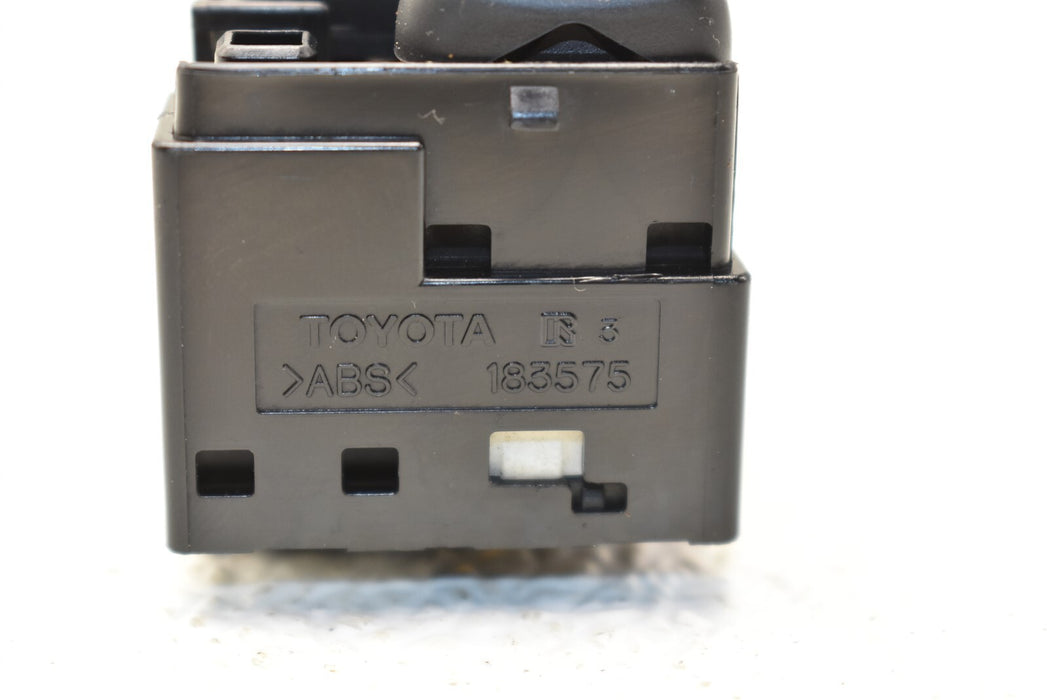 TOYOTA R 3
>ABS< 183575